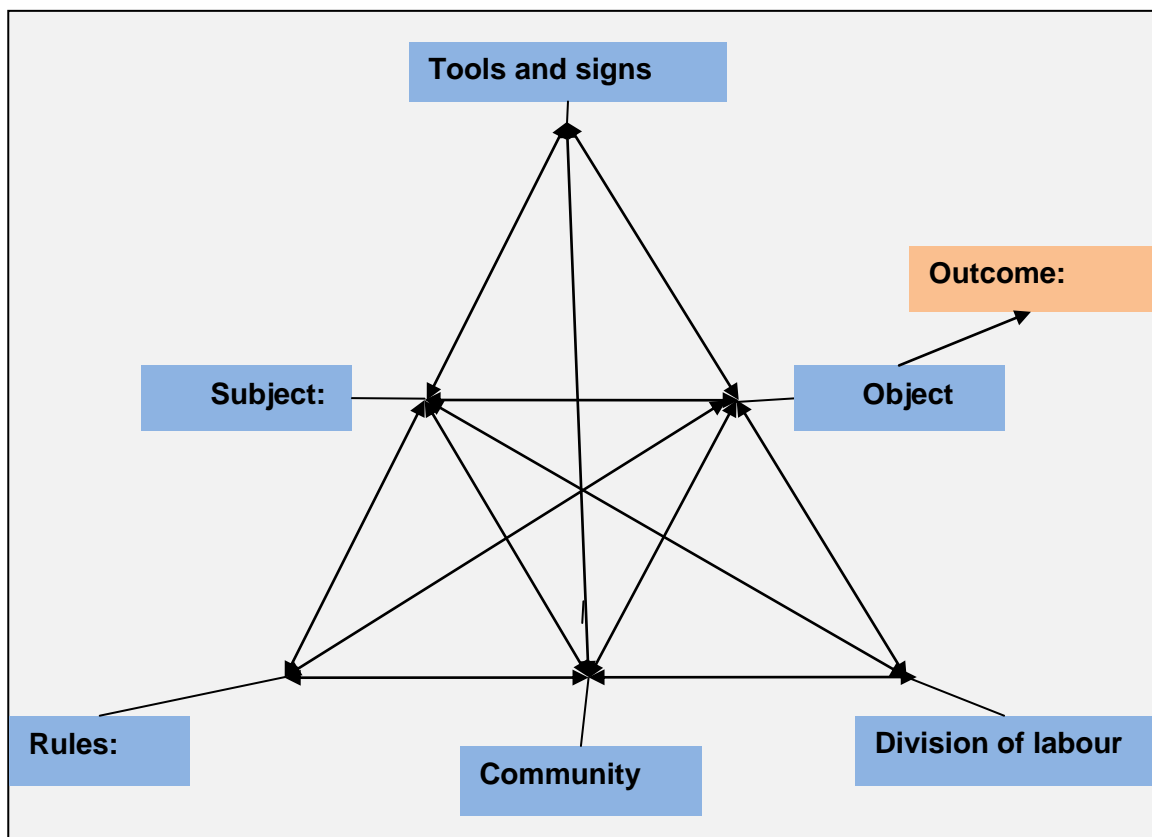 Tools and signs
Outcome:
Subject:
Object
Rules:
Community
Division of labour